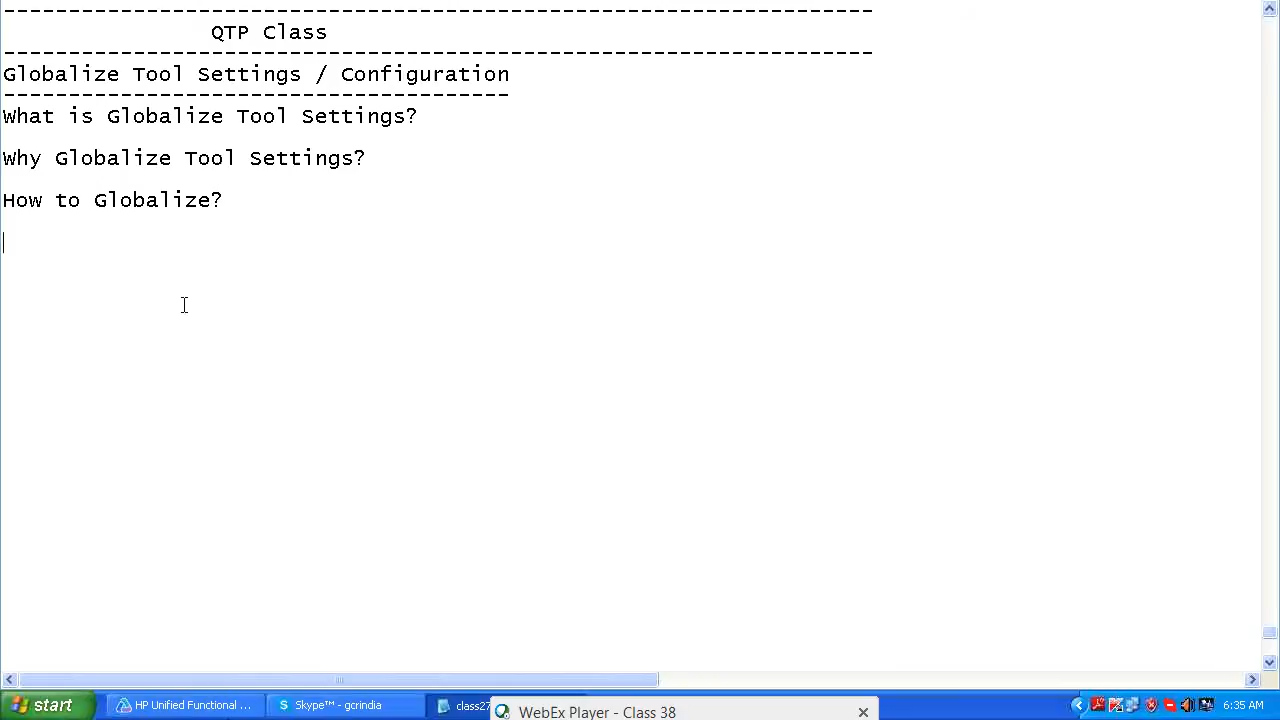 -------------------------------------------------------------------
QTP Class
-------------------------------------------------------------------
Globalize Tool Settings / Configuration
---------------------------------------
What is Globalize Tool Settings?
Why Globalize Tool Settings?
How to Globalize?
start
HP Unified Functional ...
Skype™ - gcrindia
class27
WebEx Player - Class 38
6:35 AM